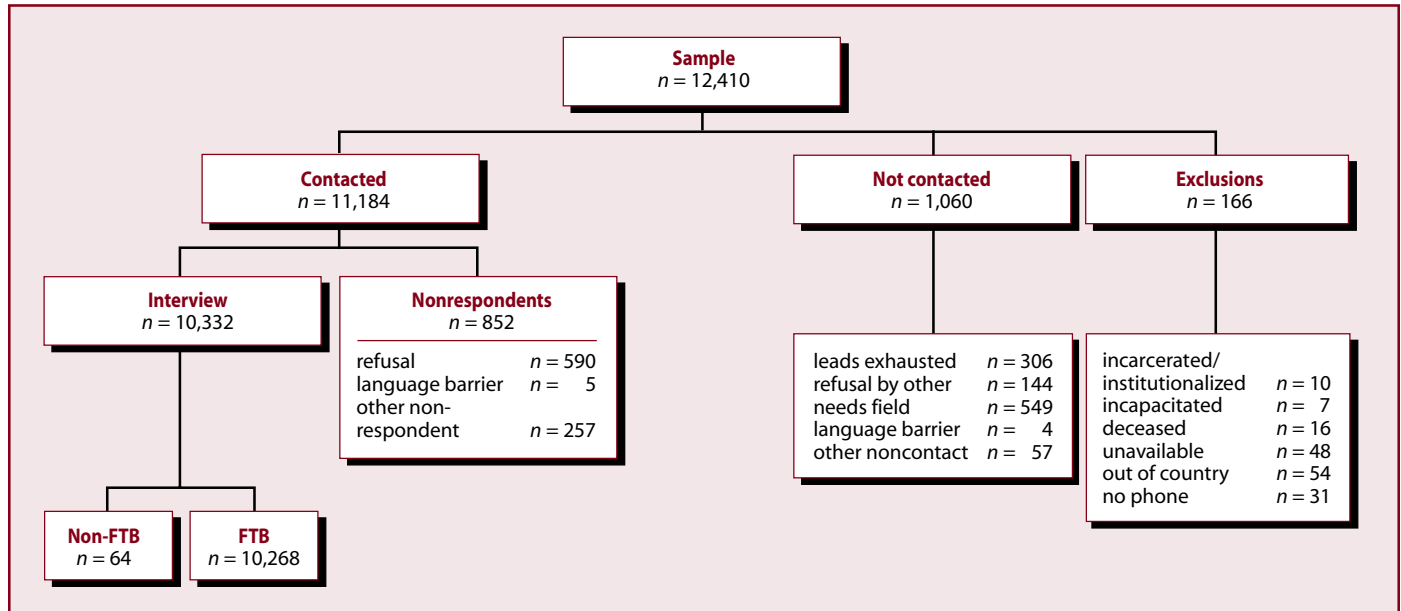 Sample
n = 12,410
Contacted
n = 11,184
Not contacted
n = 1,060
Exclusions
n = 166
Interview
n = 10,332
Nonrespondents
n = 852
refusal n = 590
language barrier n = 5
other non-
respondent n = 257
leads exhausted n = 306
refusal by other n = 144
needs field n = 549
language barrier n = 4
other noncontact n = 57
incarcerated/
institutionalized n = 10
incapacitated n = 7
deceased n = 16
unavailable n = 48
out of country n = 54
no phone n = 31
Non-FTB
n = 64
FTB
n = 10,268